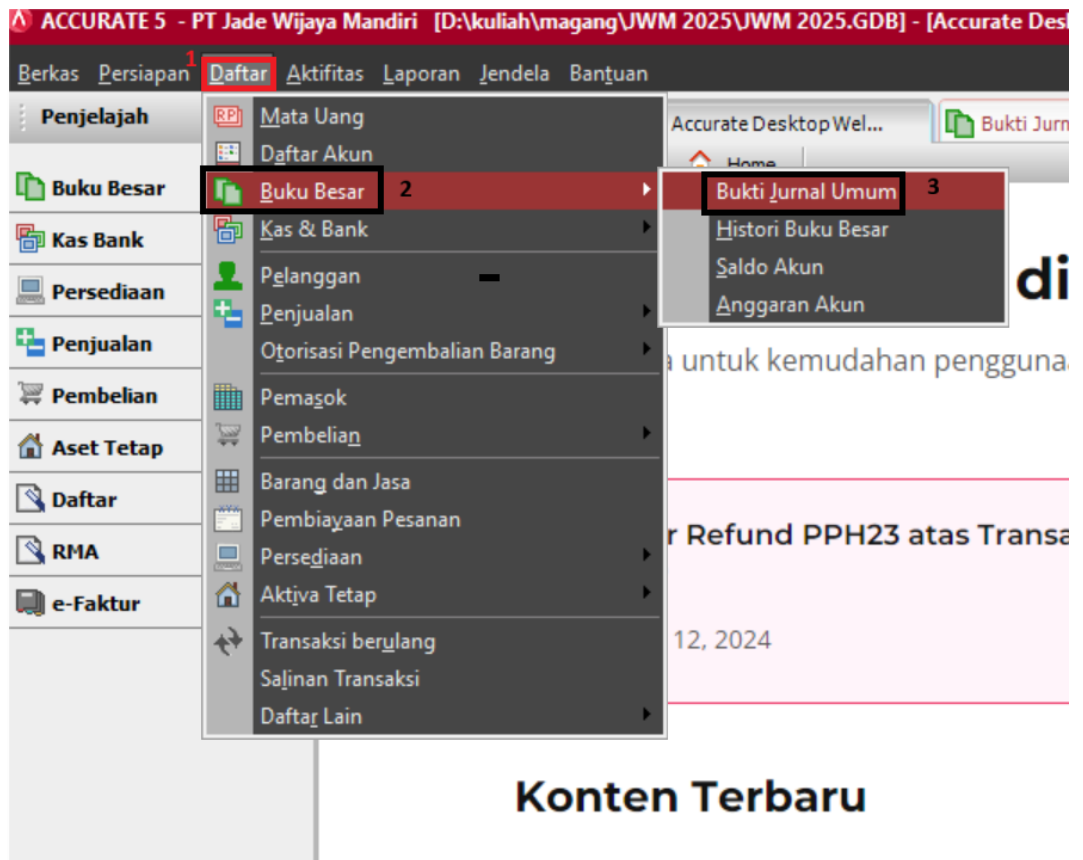 ACCURATE 5 - PT Jade Wijaya Mandiri [D:\kuliah\magang\JWM 2025\JWM 2025.GDB] - [Accurate Des
1
Berkas Persiapan Daftar Aktifitas Laporan Jendela Bantuan
Penjelajah
Buku Besar
Kas Bank
Persediaan
Penjualan
Pembelian
Aset Tetap
Daftar
RMA
e-Faktur
Mata Uang
Daftar Akun
Buku Besar 2
Kas & Bank
Pelanggan
Penjualan
Otorisasi Pengembalian Barang
Pemasok
Pembelian
Barang dan Jasa
Pembiayaan Pesanan
Persediaan
Aktiva Tetap
Transaksi berulang
Salinan Transaksi
Daftar Lain
Accurate Desktop Wel...
Bukti Jurn
Home
Bukti Jurnal Umum 3
Histori Buku Besar
Saldo Akun
Anggaran Akun
di
untuk kemudahan pengguna
r Refund PPH23 atas Transa
12, 2024
Konten Terbaru